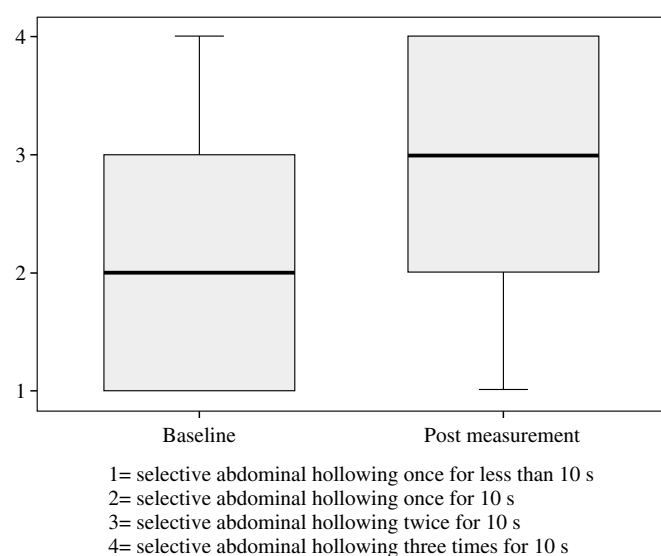 4
3
2
1
Baseline Post measurement
1= selective abdominal hollowing once for less than 10 s
2= selective abdominal hollowing once for 10 s
3= selective abdominal hollowing twice for 10 s
4= selective abdominal hollowing three times for 10 s